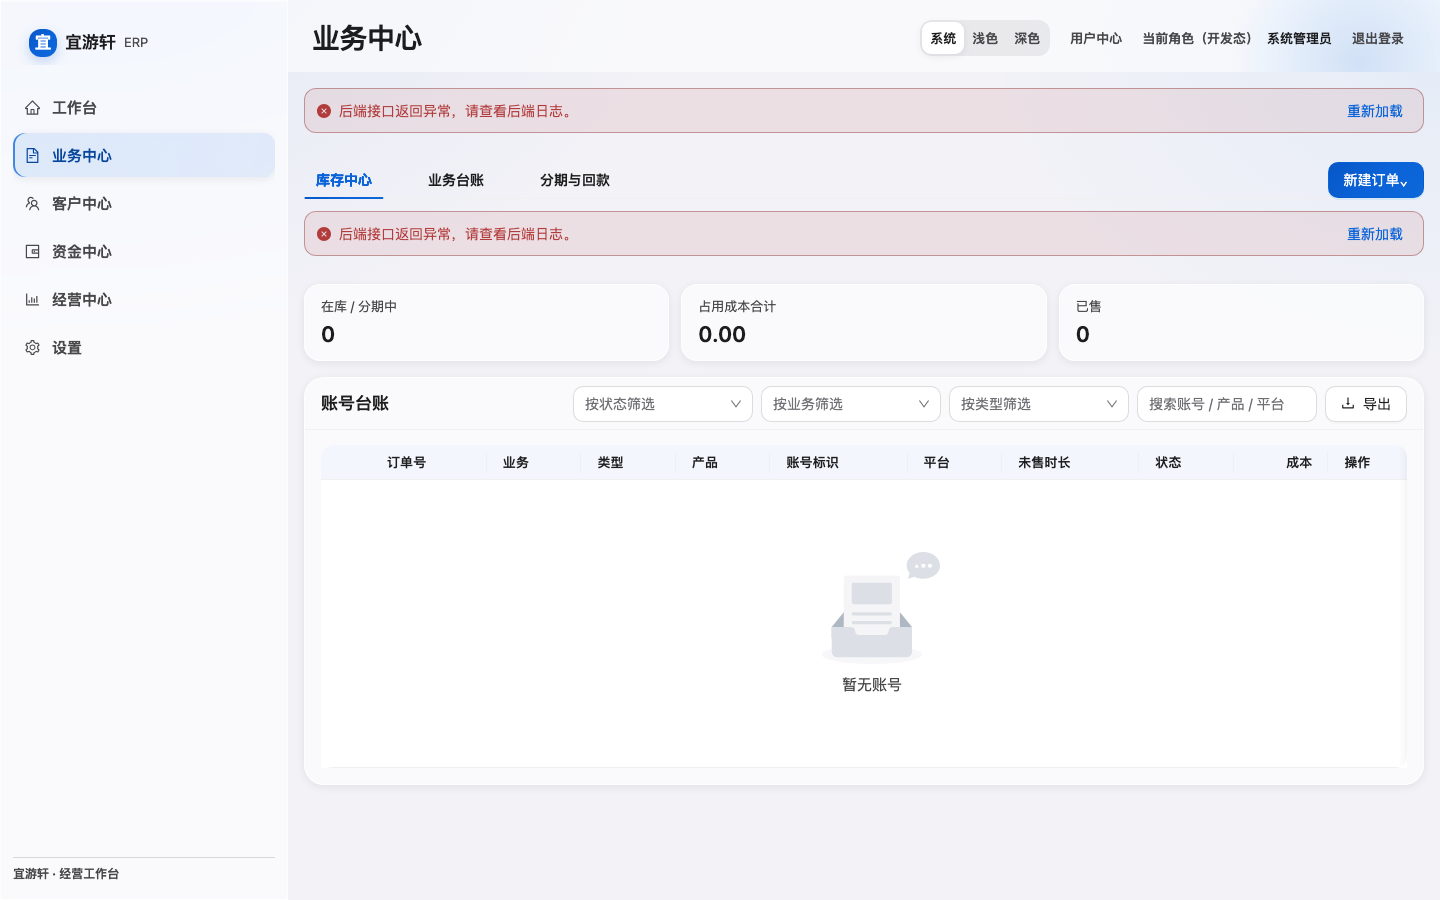 宜 宜游轩 ERP
工作台
业务中心
客户中心
资金中心
经营中心
设置
宜游轩 · 经营工作台
业务中心
系统 浅色 深色 用户中心 当前角色（开发态） 系统管理员 退出登录
后端接口返回异常，请查看后端日志。 重新加载
库存中心 业务台账 分期与回款 新建订单
后端接口返回异常，请查看后端日志。 重新加载
在库 / 分期中
0
占用成本合计
0.00
已售
0
账号台账 按状态筛选 按业务筛选 按类型筛选 搜索账号 / 产品 / 平台 导出
订单号 业务 类型 产品 账号标识 平台 未售时长 状态 成本 操作
暂无账号